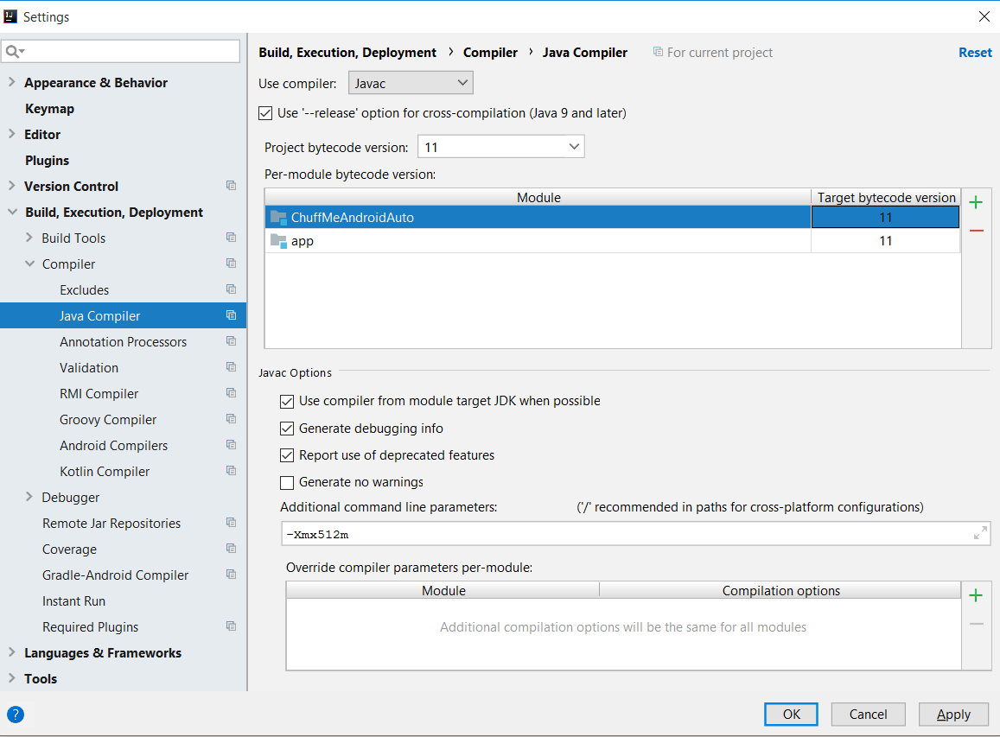 Settings
Build, Execution, Deployment › Compiler › Java Compiler For current project Reset
Appearance & Behavior
Keymap
Editor
Plugins
Version Control
Build, Execution, Deployment
Build Tools
Compiler
Excludes
Java Compiler
Annotation Processors
Validation
RMI Compiler
Groovy Compiler
Android Compilers
Kotlin Compiler
Debugger
Remote Jar Repositories
Coverage
Gradle-Android Compiler
Instant Run
Required Plugins
Languages & Frameworks
Tools
Use compiler: Javac
Use '--release' option for cross-compilation (Java 9 and later)
Project bytecode version: 11
Per-module bytecode version:
Module Target bytecode version
ChuffMeAndroidAuto 11
app 11
Javac Options
Use compiler from module target JDK when possible
Generate debugging info
Report use of deprecated features
Generate no warnings
Additional command line parameters: ('/' recommended in paths for cross-platform configurations)
-Xmx512m
Override compiler parameters per-module:
Module Compilation options
Additional compilation options will be the same for all modules
? OK Cancel Apply